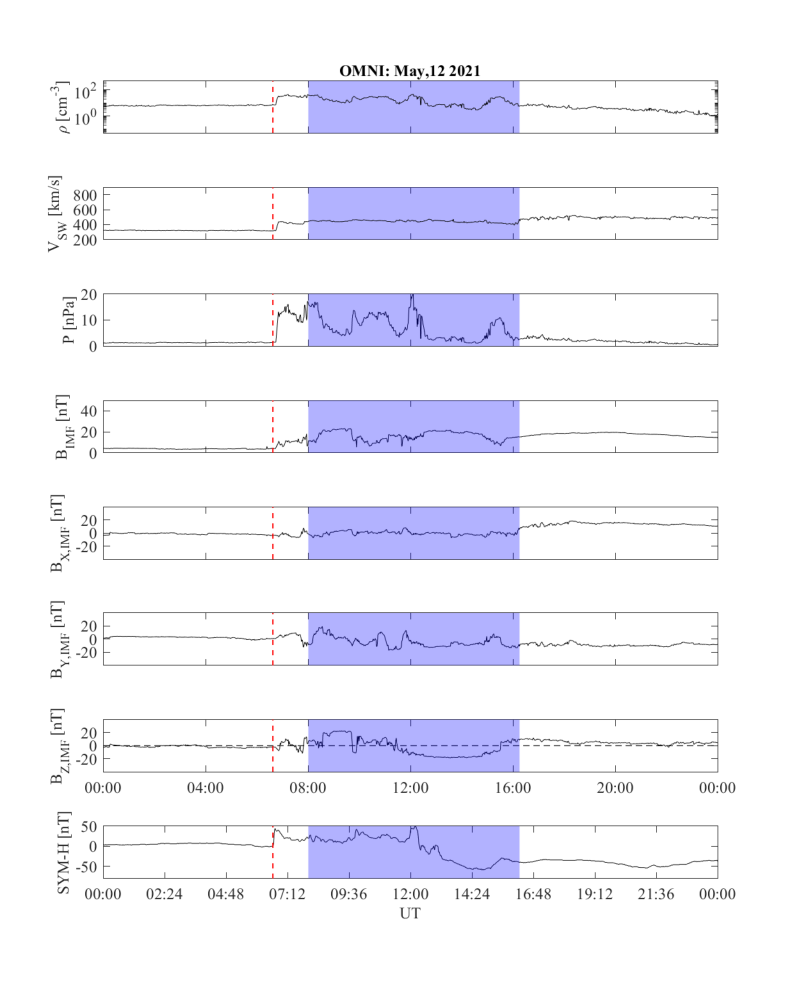 OMNI: May,12 2021
ρ [cm-3]
10^2
10^0
V_SW [km/s]
800
600
400
200
P [nPa]
20
10
0
B_IMF [nT]
40
20
0
B_X,IMF [nT]
20
0
-20
B_Y,IMF [nT]
20
0
-20
B_Z,IMF [nT]
20
0
-20
00:00 04:00 08:00 12:00 16:00 20:00 00:00
SYM-H [nT]
50
0
-50
00:00 02:24 04:48 07:12 09:36 12:00 14:24 16:48 19:12 21:36 00:00
UT